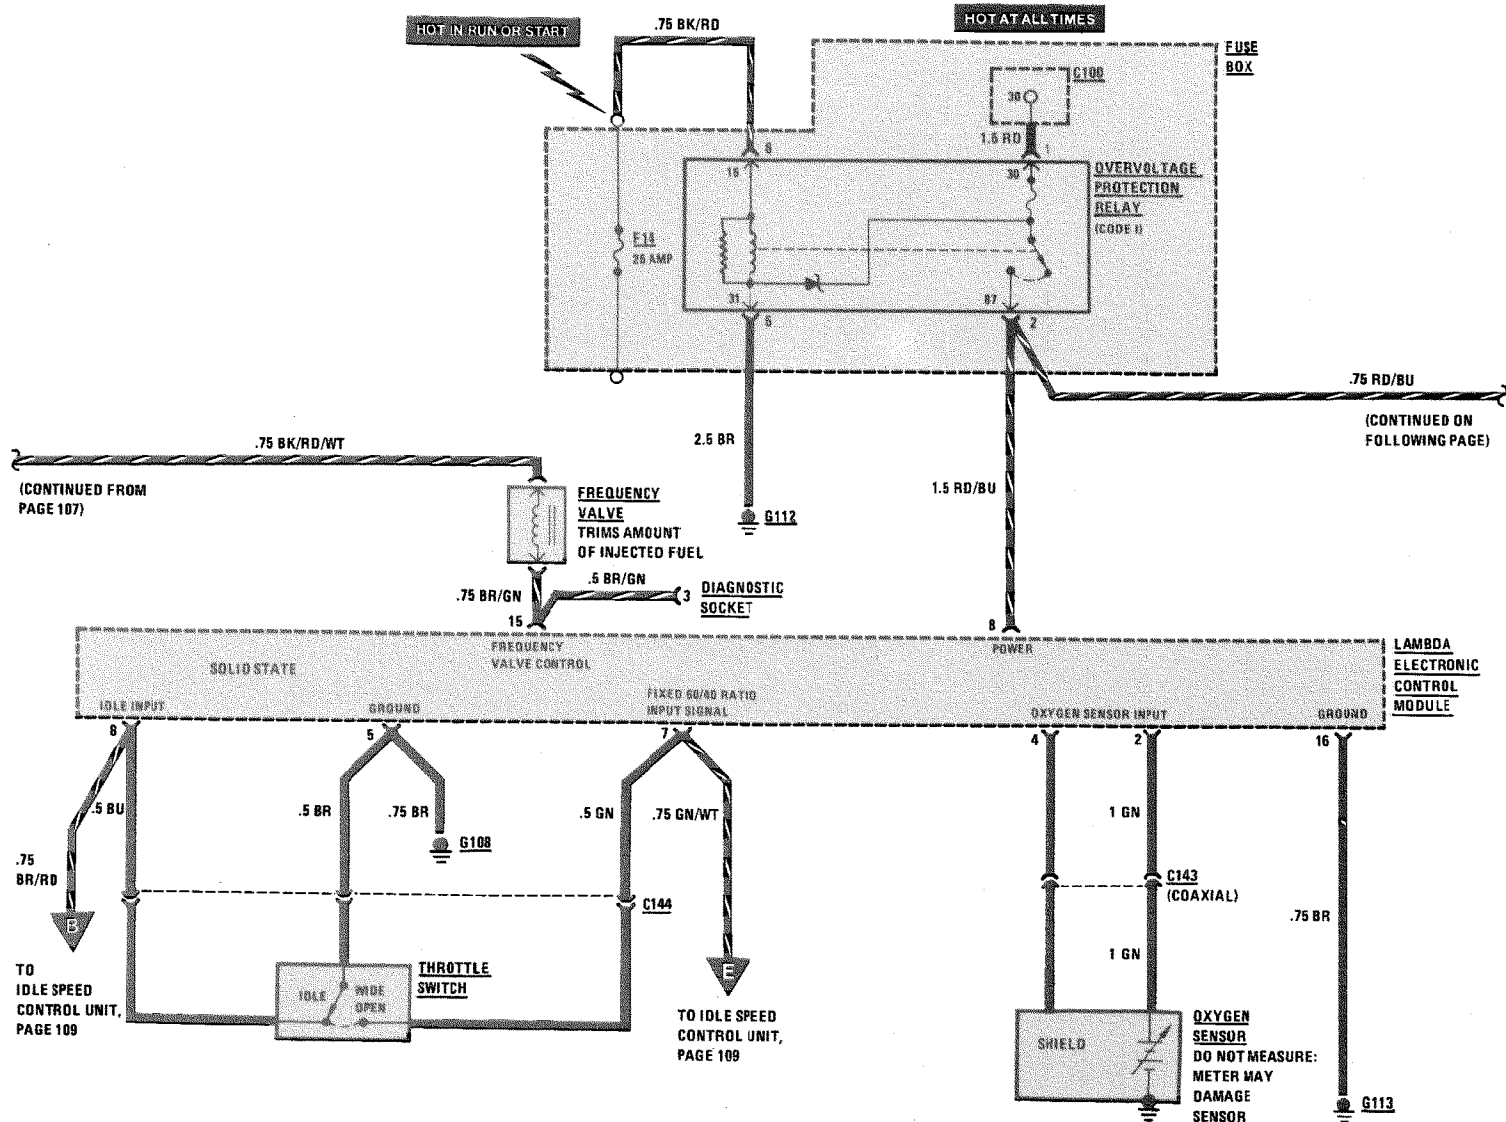 HOT IN RUN OR START
.75 BK/RD
HOT AT ALL TIMES
FUSE
BOX
C100
30
1.5 RD
1
6
15
30
OVERVOLTAGE
PROTECTION
RELAY
(CODE I)
25 AMP
31
87
5
2
.75 RD/BU
(CONTINUED ON
FOLLOWING PAGE)
2.5 BR
1.5 RD/BU
.75 BK/RD/WT
(CONTINUED FROM
PAGE 107)
FREQUENCY
VALVE
TRIMS AMOUNT
OF INJECTED FUEL
G112
.75 BR/GN
.5 BR/GN
3
DIAGNOSTIC
SOCKET
15
8
FREQUENCY
VALVE CONTROL
POWER
SOLID STATE
LAMBDA
ELECTRONIC
CONTROL
MODULE
IDLE INPUT
GROUND
FIXED 60/40 RATIO
INPUT SIGNAL
OXYGEN SENSOR INPUT
GROUND
8
5
7
4
2
16
.5 BU
.5 BR
.75 BR
.5 GN
.75 GN/WT
1 GN
G108
.75
BR/RD
C144
C143
(COAXIAL)
.75 BR
B
E
1 GN
TO
IDLE SPEED
CONTROL UNIT,
PAGE 109
THROTTLE
SWITCH
IDLE
WIDE
OPEN
TO IDLE SPEED
CONTROL UNIT,
PAGE 109
SHIELD
OXYGEN
SENSOR
DO NOT MEASURE:
METER MAY
DAMAGE
SENSOR
G113